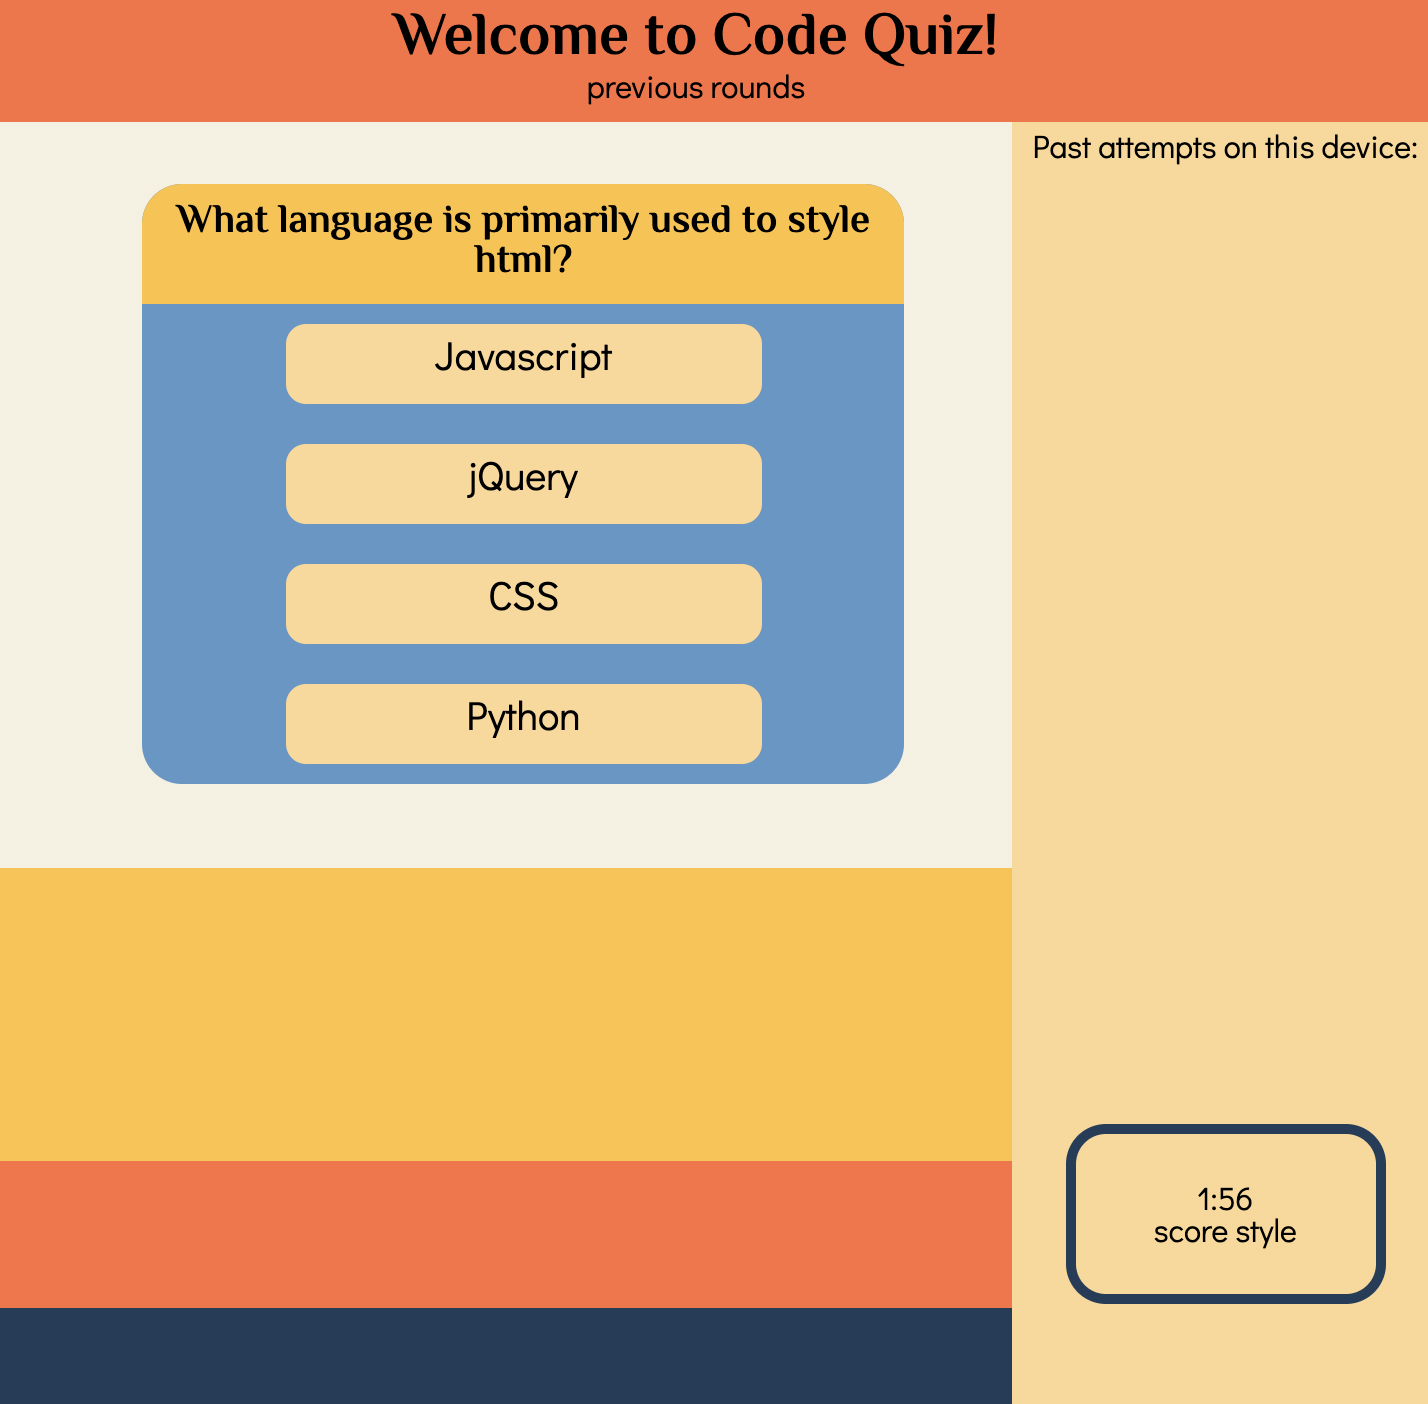 Welcome to Code Quiz!
previous rounds
Past attempts on this device:
What language is primarily used to style
html?
Javascript
jQuery
CSS
Python
1:56
score style